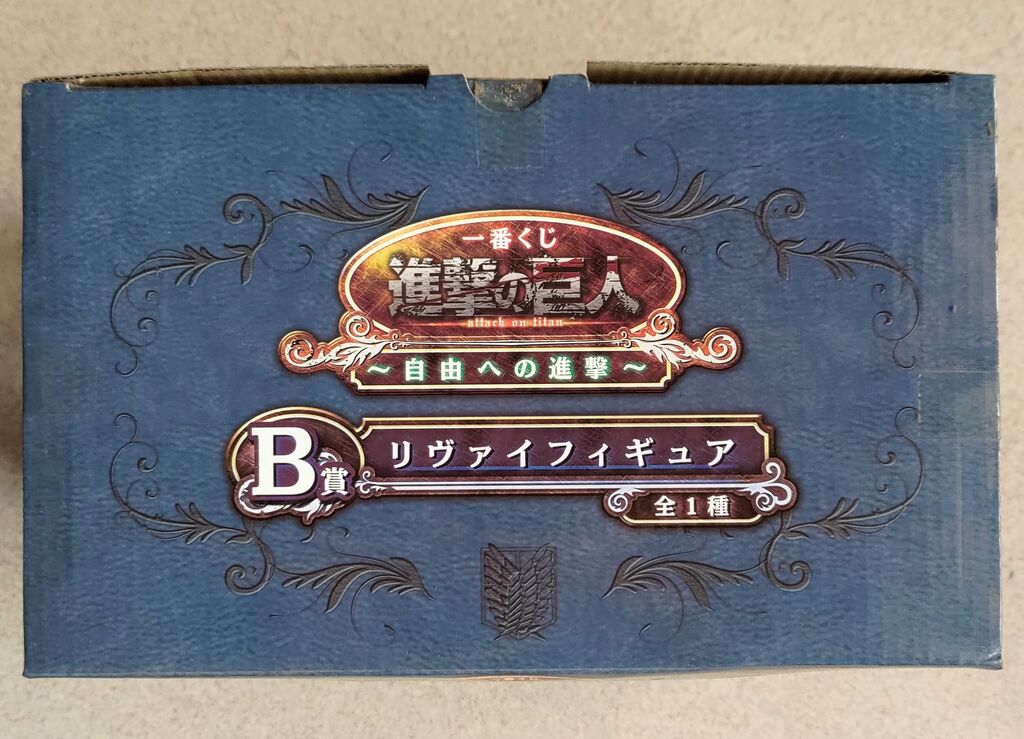 一番くじ
進撃の巨人
attack on titan
～自由への進撃～
B賞
リヴァイフィギュア
全1種